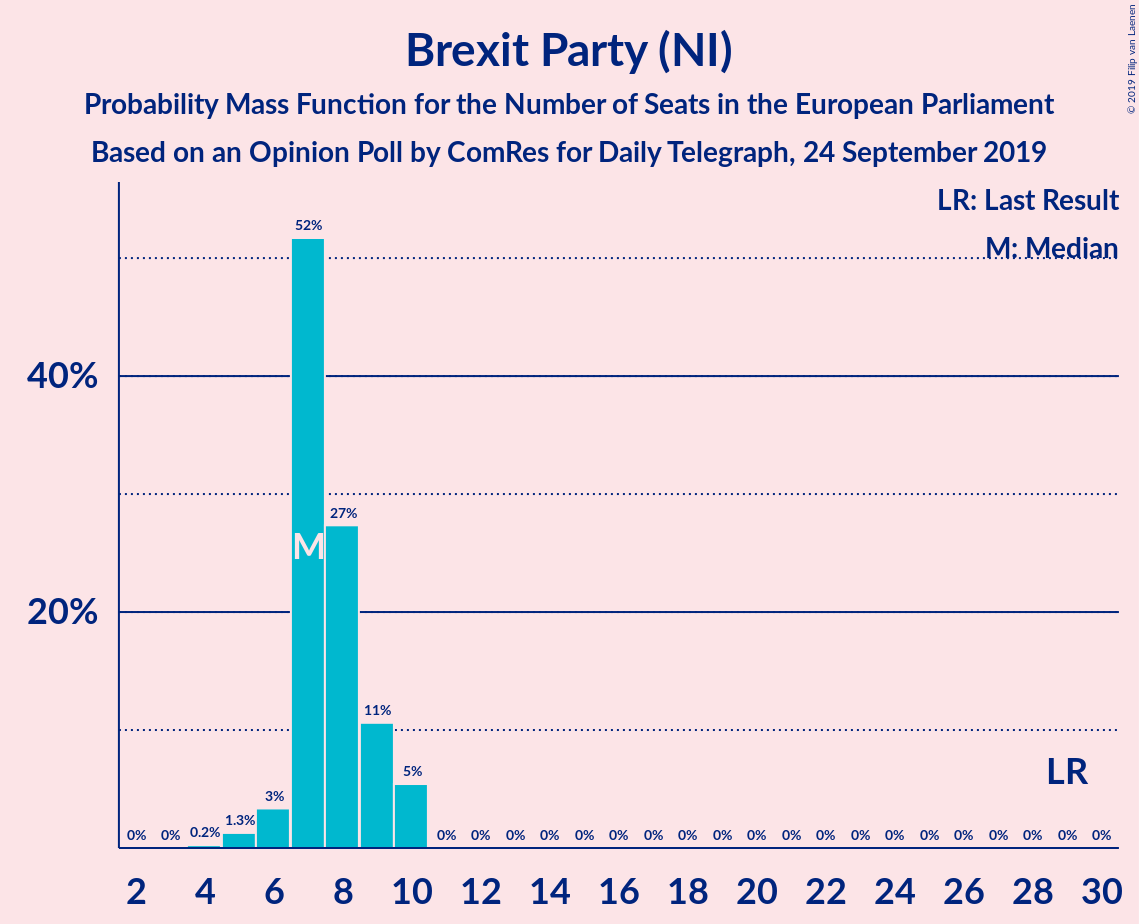 Brexit Party (NI)
Probability Mass Function for the Number of Seats in the European Parliament
Based on an Opinion Poll by ComRes for Daily Telegraph, 24 September 2019
© 2019 Filip van Laenen
LR: Last Result
M: Median
52%
40%
27%
M
20%
11%
LR
5%
3%
1.3%
0% 0% 0.2% 0% 0% 0% 0% 0% 0% 0% 0% 0% 0% 0% 0% 0% 0% 0% 0% 0% 0% 0% 0%
2 4 6 8 10 12 14 16 18 20 22 24 26 28 30